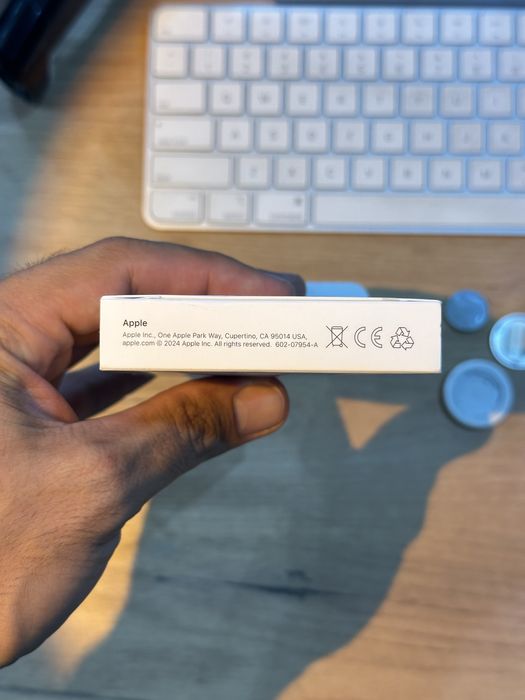 Apple
Apple Inc., One Apple Park Way, Cupertino, CA 95014 USA,
apple.com © 2024 Apple Inc. All rights reserved. 602-07954-A
CE